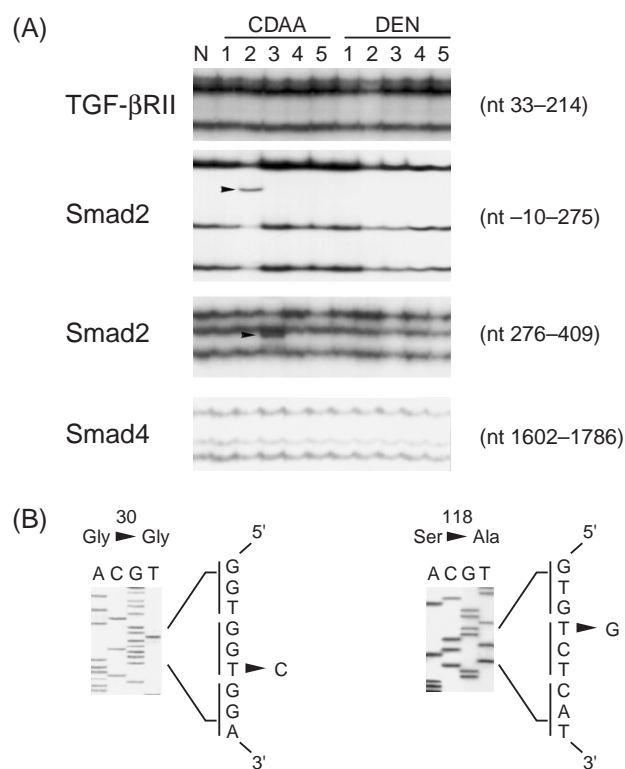 (A)
CDAA DEN
N 1 2 3 4 5 1 2 3 4 5
TGF-βRII (nt 33–214)
Smad2 (nt –10–275)
Smad2 (nt 276–409)
Smad4 (nt 1602–1786)
(B)
30
Gly ► Gly
A C G T
5'
G
G
T
G
G
T ► C
G
G
A
3'
118
Ser ► Ala
A C G T
5'
G
T
G
T ► G
C
T
C
A
T
3'